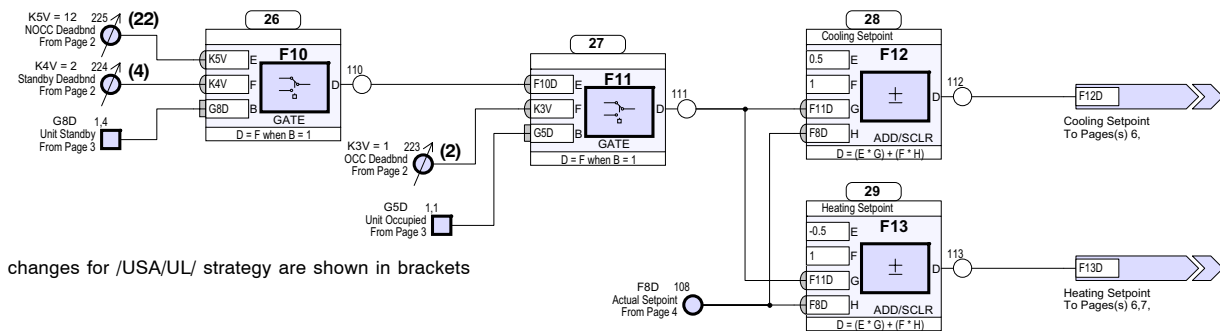 K5V = 12 225 (22)
NOCC Deadbnd
From Page 2
K4V = 2 224 (4)
Standby Deadbnd
From Page 2
G8D 1,4
Unit Standby
From Page 3
26
F10
K5V E
K4V F
G8D B
D
GATE
D = F when B = 1
110
K3V = 1 223 (2)
OCC Deadbnd
From Page 2
G5D 1,1
Unit Occupied
From Page 3
27
F11
F10D E
K3V F
G5D B
D
GATE
D = F when B = 1
111
F8D 108
Actual Setpoint
From Page 4
28
Cooling Setpoint
F12
0.5 E
1 F
F11D G
F8D H
±
D
ADD/SCLR
D = (E * G) + (F * H)
112
F12D
Cooling Setpoint
To Pages(s) 6,
29
Heating Setpoint
F13
-0.5 E
1 F
F11D G
F8D H
±
D
ADD/SCLR
D = (E * G) + (F * H)
113
F13D
Heating Setpoint
To Pages(s) 6,7,
changes for /USA/UL/ strategy are shown in brackets